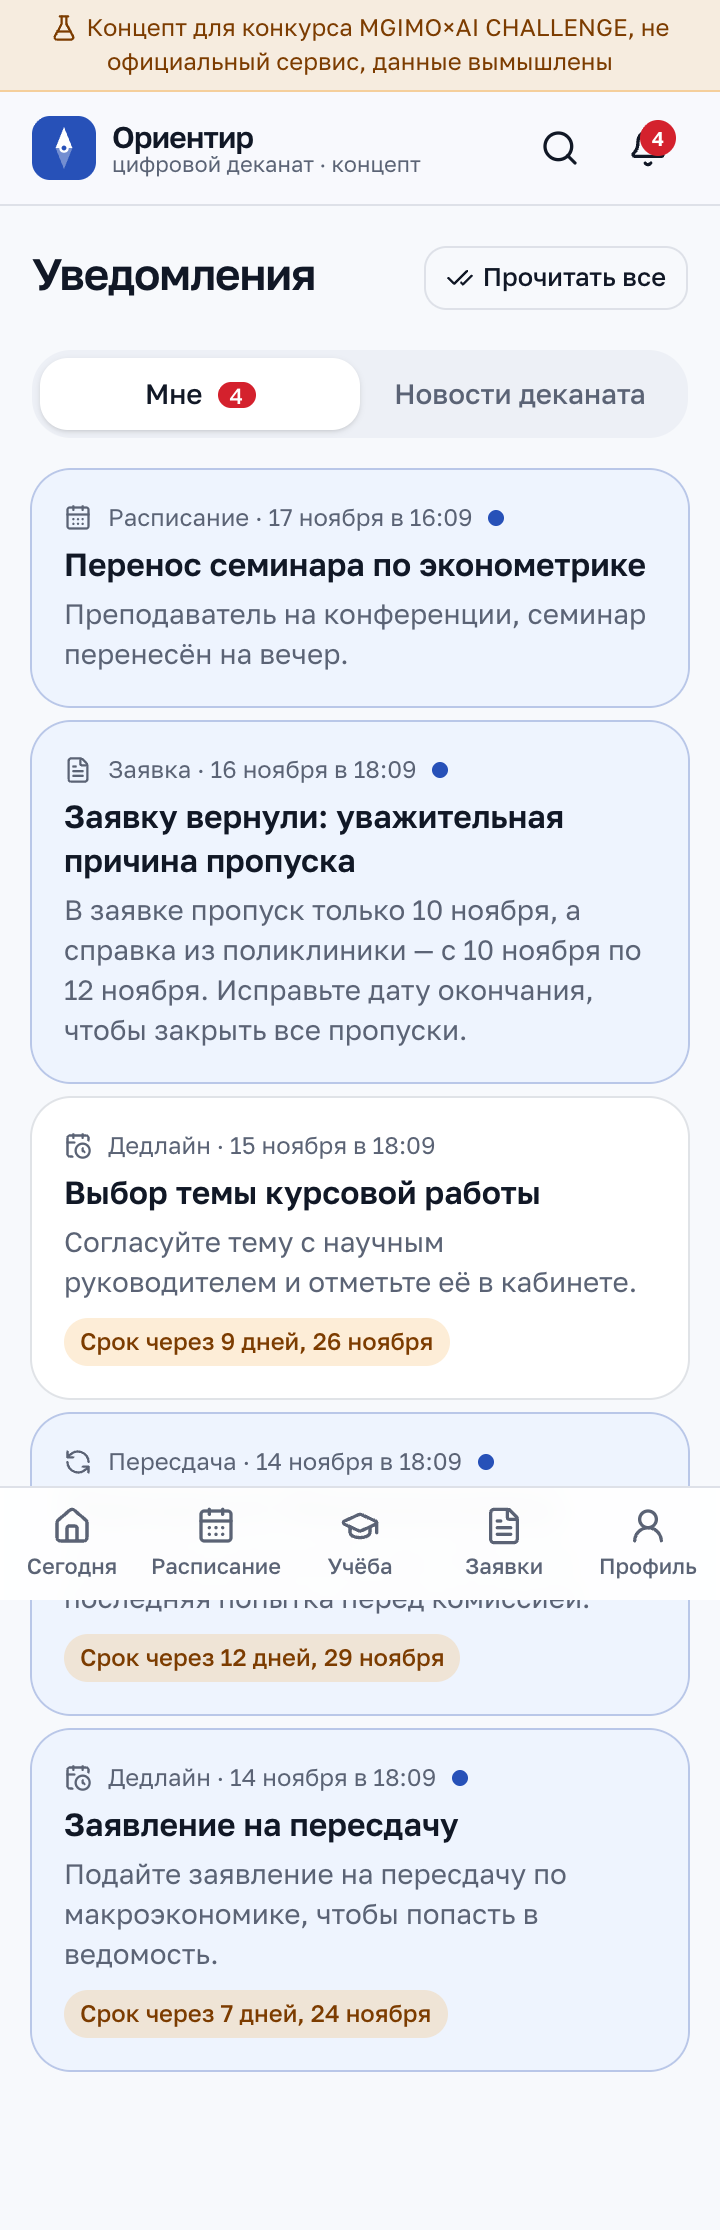 Концепт для конкурса MGIMO×AI CHALLENGE, не
официальный сервис, данные вымышлены
Ориентир
цифровой деканат · концепт
4
Уведомления
Прочитать все
Мне 4
Новости деканата
Расписание · 17 ноября в 16:09
Перенос семинара по эконометрике
Преподаватель на конференции, семинар
перенесён на вечер.
Заявка · 16 ноября в 18:09
Заявку вернули: уважительная
причина пропуска
В заявке пропуск только 10 ноября, а
справка из поликлиники — с 10 ноября по
12 ноября. Исправьте дату окончания,
чтобы закрыть все пропуски.
Дедлайн · 15 ноября в 18:09
Выбор темы курсовой работы
Согласуйте тему с научным
руководителем и отметьте её в кабинете.
Срок через 9 дней, 26 ноября
Пересдача · 14 ноября в 18:09
Сегодня
Расписание
Учёба
Заявки
Профиль
последняя попытка перед комиссией.
Срок через 12 дней, 29 ноября
Дедлайн · 14 ноября в 18:09
Заявление на пересдачу
Подайте заявление на пересдачу по
макроэкономике, чтобы попасть в
ведомость.
Срок через 7 дней, 24 ноября